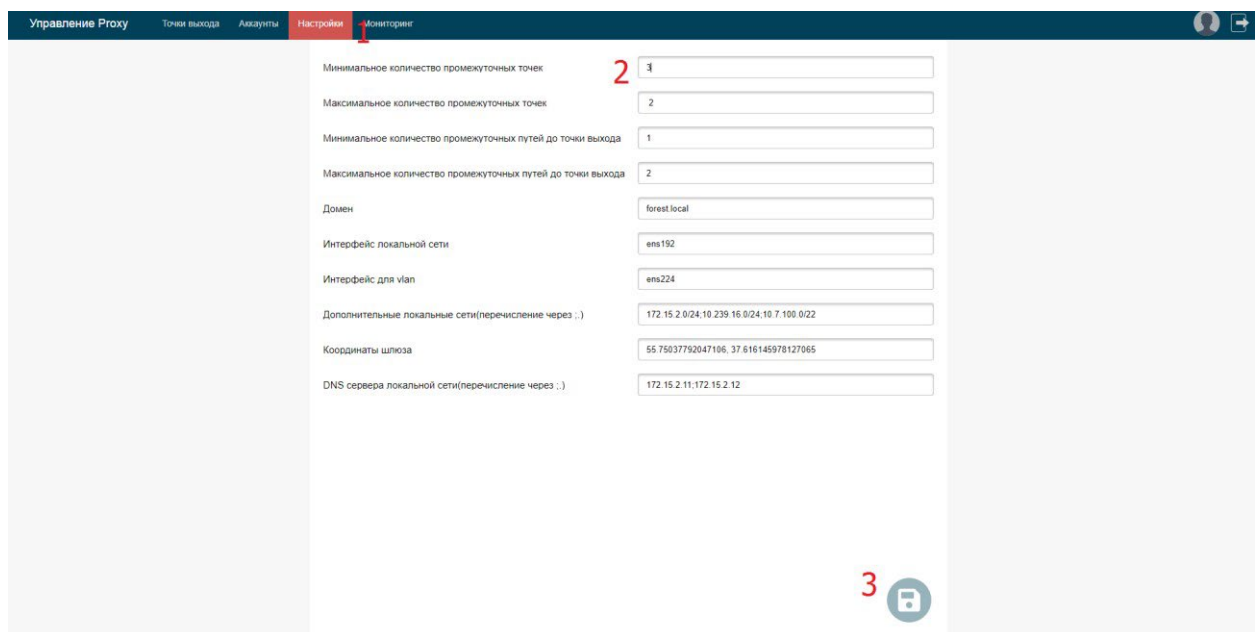 Управление Proxy Точки выхода Аккаунты Настройки Мониторинг
1
Минимальное количество промежуточных точек 2 3
Максимальное количество промежуточных точек 2
Минимальное количество промежуточных путей до точки выхода 1
Максимальное количество промежуточных путей до точки выхода 2
Домен forest.local
Интерфейс локальной сети ens192
Интерфейс для vlan ens224
Дополнительные локальные сети(перечисление через ;.) 172.15.2.0/24;10.239.16.0/24;10.7.100.0/22
Координаты шлюза 55.75037792047106, 37.616145978127065
DNS сервера локальной сети(перечисление через ;.) 172.15.2.11;172.15.2.12
3